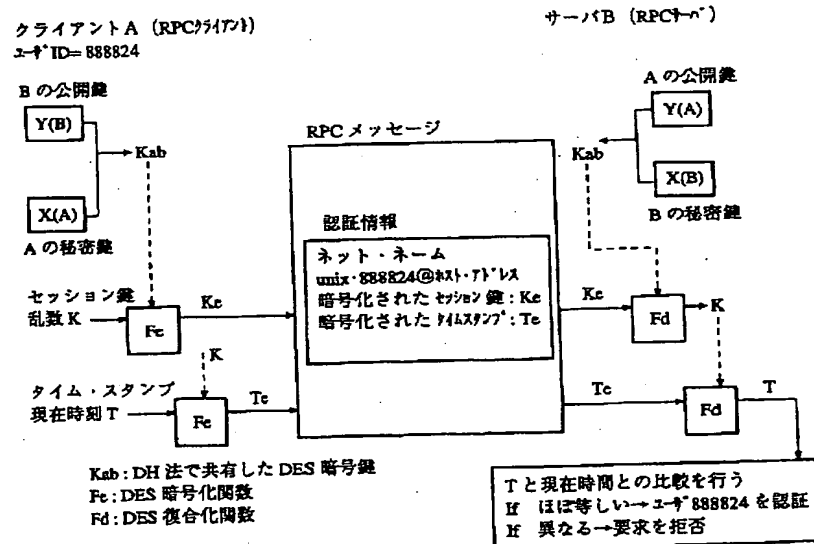 クライアントA (RPCクライアント)
ユーザID=888824
サーバB (RPCサーバ)
Bの公開鍵
Y(B)
Kab
X(A)
Aの秘密鍵
セッション鍵
乱数K
Fe
Ke
K
タイム・スタンプ
現在時刻T
Fe
Te
RPCメッセージ
認証情報
ネット・ネーム
unix・888824@ホスト・アドレス
暗号化されたセッション鍵:Ke
暗号化されたタイムスタンプ:Te
Aの公開鍵
Y(A)
Kab
X(B)
Bの秘密鍵
Ke
Fd
K
Te
Fd
T
Kab:DH法で共有したDES暗号鍵
Fe:DES暗号化関数
Fd:DES復合化関数
Tと現在時間との比較を行う
If ほぼ等しい→ユーザ888824を認証
If 異なる→要求を拒否